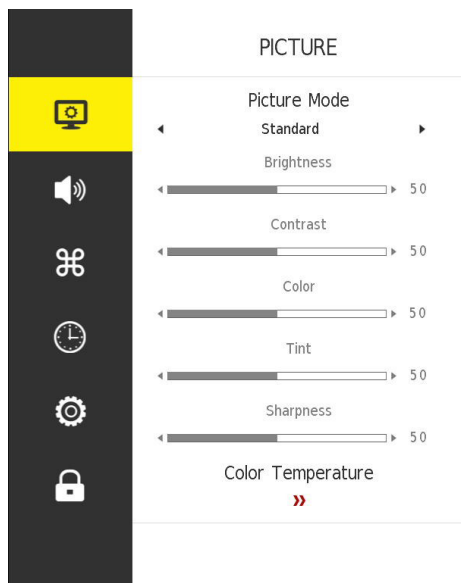 PICTURE
Picture Mode
Standard
Brightness
50
Contrast
50
Color
50
Tint
50
Sharpness
50
Color Temperature